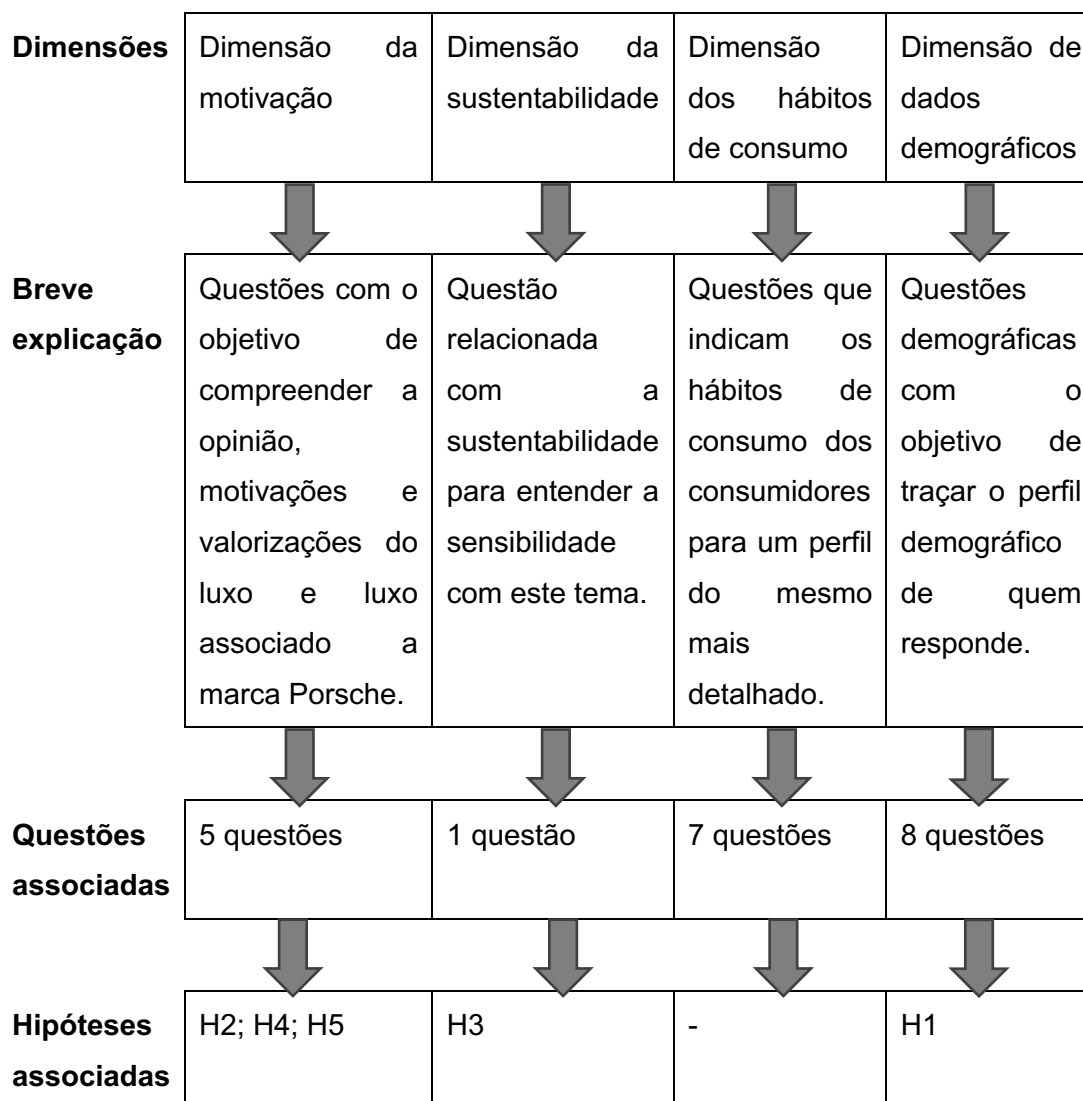 Dimensões
Dimensão da
motivação
Dimensão da
sustentabilidade
Dimensão
dos hábitos
de consumo
Dimensão de
dados
demográficos
Breve
explicação
Questões com o
objetivo de
compreender a
opinião,
motivações e
valorizações do
luxo e luxo
associado a
marca Porsche.
Questão
relacionada
com a
sustentabilidade
para entender a
sensibilidade
com este tema.
Questões que
indicam os
hábitos de
consumo dos
consumidores
para um perfil
do mesmo
mais
detalhado.
Questões
demográficas
com o
objetivo de
traçar o perfil
demográfico
de quem
responde.
Questões
associadas
5 questões
1 questão
7 questões
8 questões
Hipóteses
associadas
H2; H4; H5
H3
-
H1